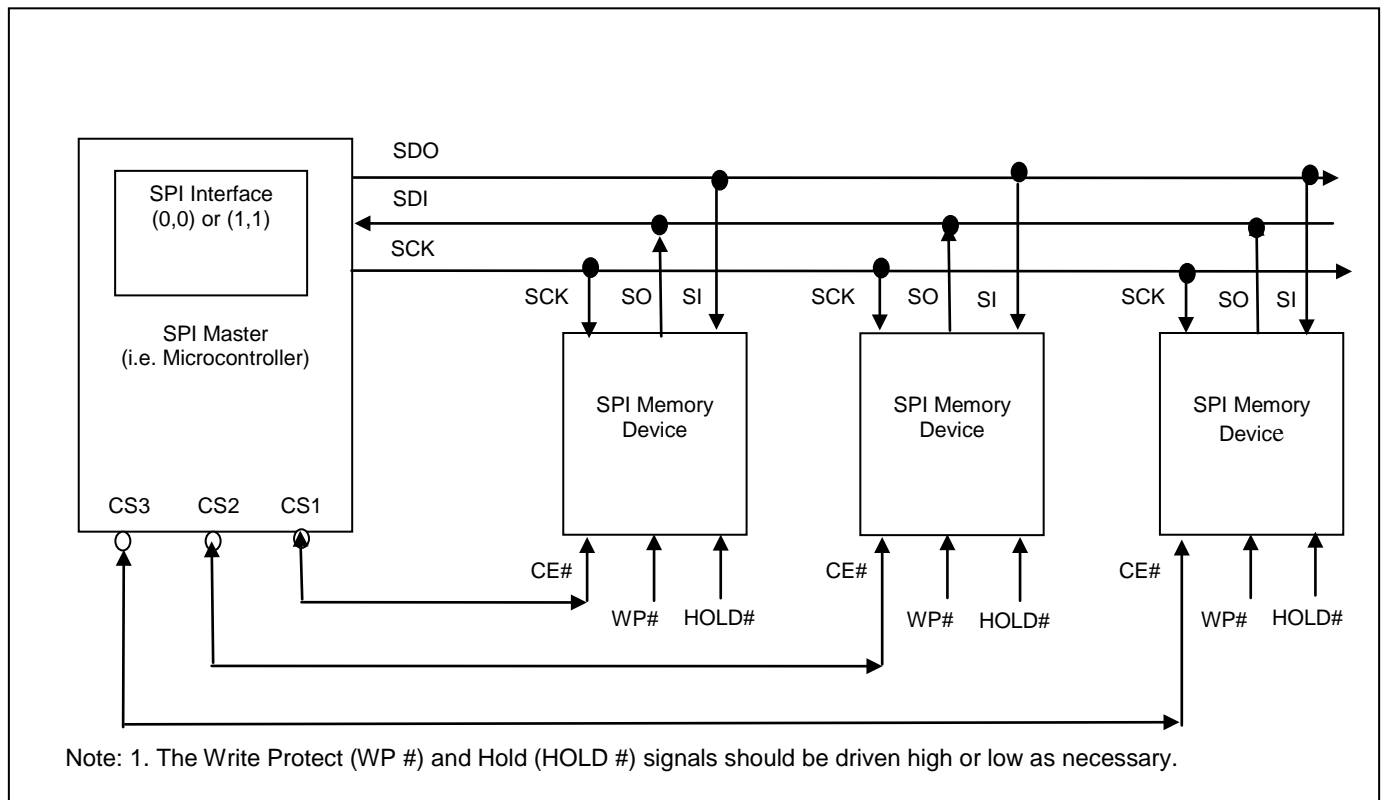 SDO
SPI Interface
(0,0) or (1,1)
SDI
SCK
SCK SO SI
SCK SO SI
SCK SO SI
SPI Master
(i.e. Microcontroller)
SPI Memory
Device
SPI Memory
Device
SPI Memory
Device
CS3 CS2 CS1
CE#
WP# HOLD#
CE#
WP# HOLD#
CE#
WP# HOLD#
Note: 1. The Write Protect (WP #) and Hold (HOLD #) signals should be driven high or low as necessary.